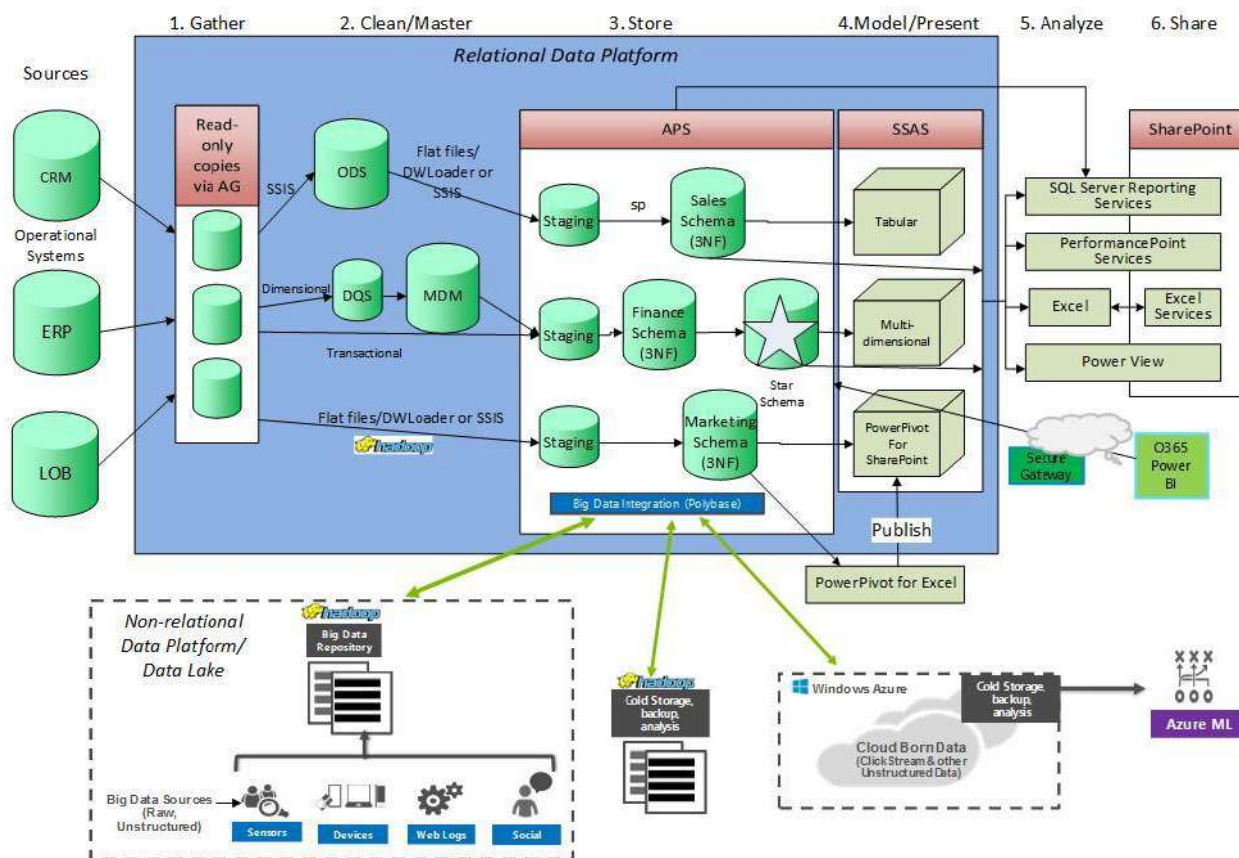 1. Gather
2. Clean/Master
3. Store
4. Model/Present
5. Analyze
6. Share
Relational Data Platform
Sources
CRM
Operational
Systems
ERP
LOB
Read-
only
copies
via AG
SSIS
ODS
Flat files/
DWLoader or
SSIS
Dimensional
DQS
MDM
Transactional
Flat files/DWLoader or SSIS
hadoop
APS
Staging
sp
Sales
Schema
(3NF)
Staging
Finance
Schema
(3NF)
Star
Schema
Staging
Marketing
Schema
(3NF)
Big Data Integration (Polybase)
SSAS
Tabular
Multi-
dimensional
PowerPivot
For
SharePoint
Publish
PowerPivot for Excel
SharePoint
SQL Server Reporting
Services
PerformancePoint
Services
Excel
Excel
Services
Power View
Secure
Gateway
O365
Power
BI
Non-relational
Data Platform/
Data Lake
hadoop
Big Data
Repository
Big Data Sources
(Raw,
Unstructured)
Sensors
Devices
Web Logs
Social
hadoop
Cold Storage,
backup,
analysis
Windows Azure
Cold Storage,
backup,
analysis
Cloud Born Data
(Click Stream & other
Unstructured Data)
XXX
OOO
Azure ML